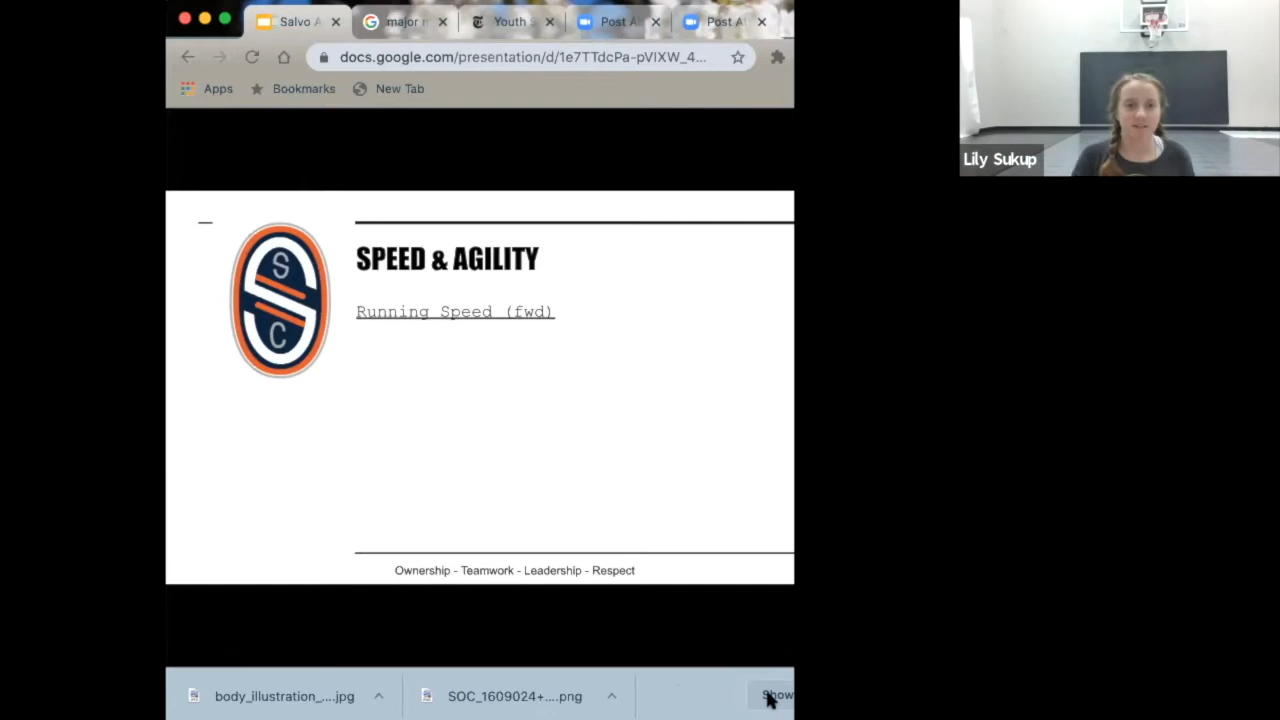 Salvo A
major r
Youth S
Post A
Post A
docs.google.com/presentation/d/1e7TTdcPa-pVIXW_4...
Apps
Bookmarks
New Tab
Lily Sukup
S
C
SPEED & AGILITY
Running Speed (fwd)
Ownership - Teamwork - Leadership - Respect
body_illustration_....jpg
SOC_1609024+....png
Show